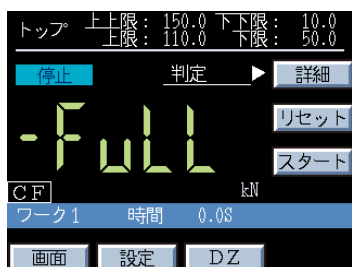 トップ 上上限： 150.0 下下限： 10.0
上限： 110.0 下限： 50.0
停止 判定 ▶ 詳細
-FuLL
リセット
スタート
CF kN
ワーク1 時間 0.0S
画面 設定 DZ